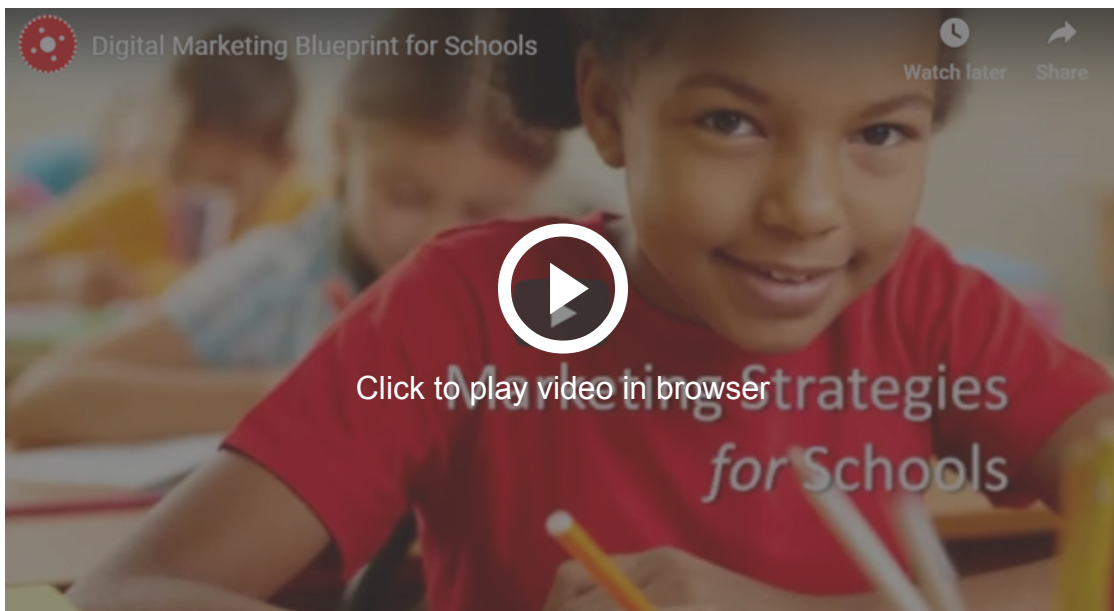 Digital Marketing Blueprint for Schools
Watch later
Share
Click to play video in browser
Marketing Strategies
for Schools